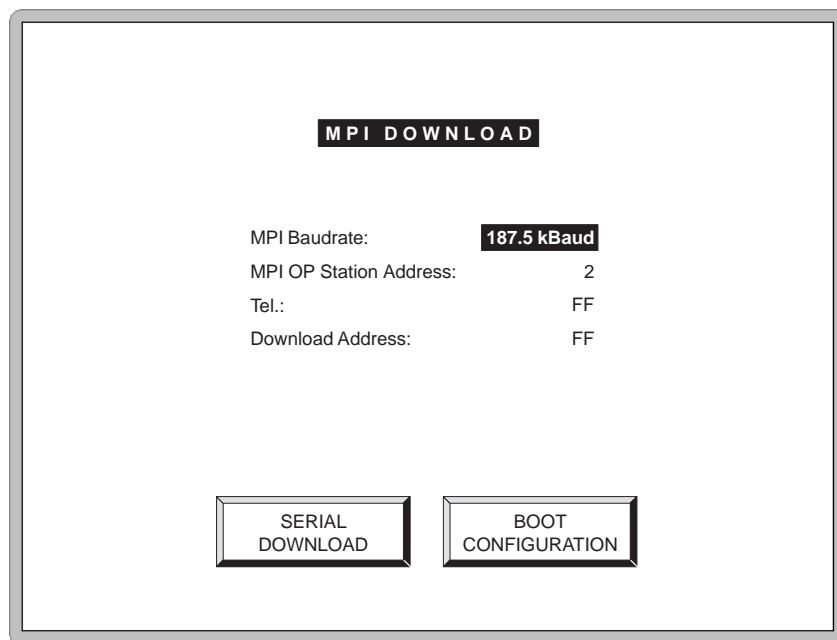 MPI DOWNLOAD
MPI Baudrate: 187.5 kBaud
MPI OP Station Address: 2
Tel.: FF
Download Address: FF
SERIAL
DOWNLOAD
BOOT
CONFIGURATION